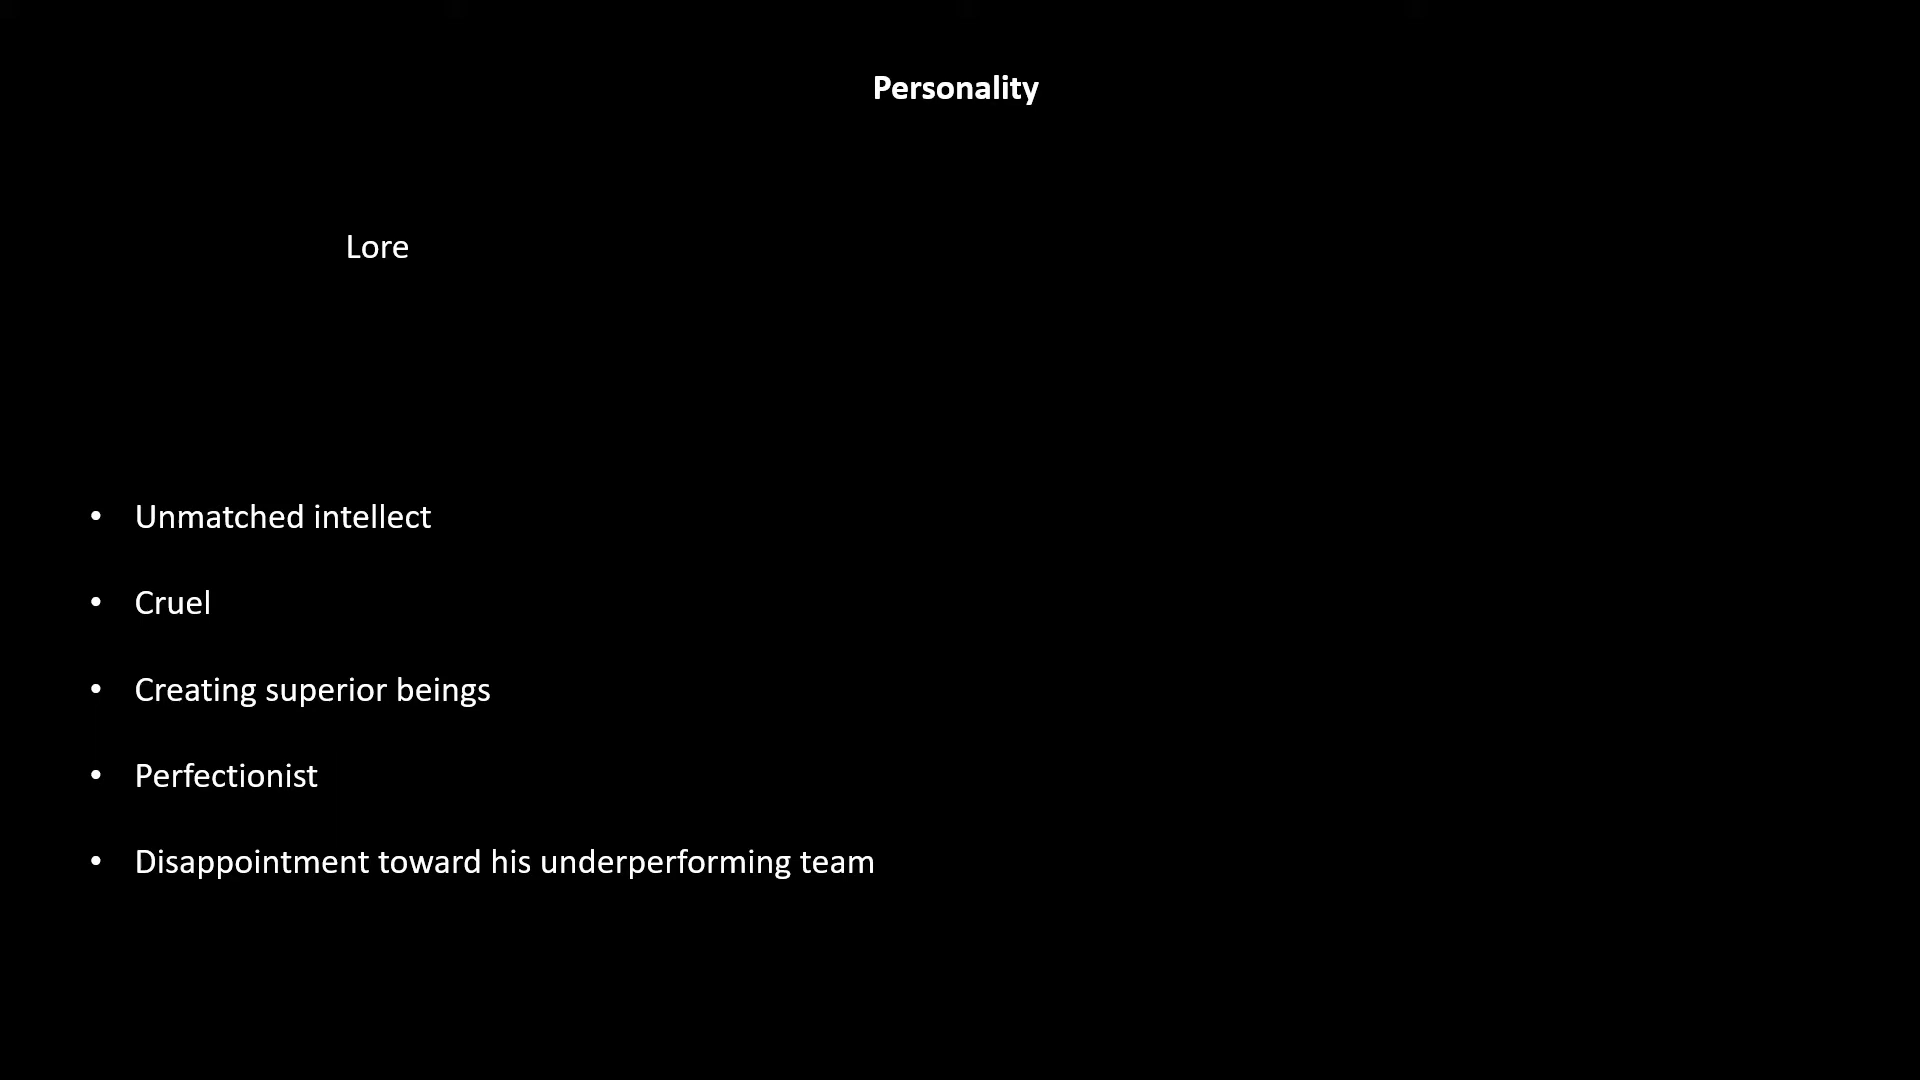 Personality
Lore
• Unmatched intellect
• Cruel
• Creating superior beings
• Perfectionist
• Disappointment toward his underperforming team